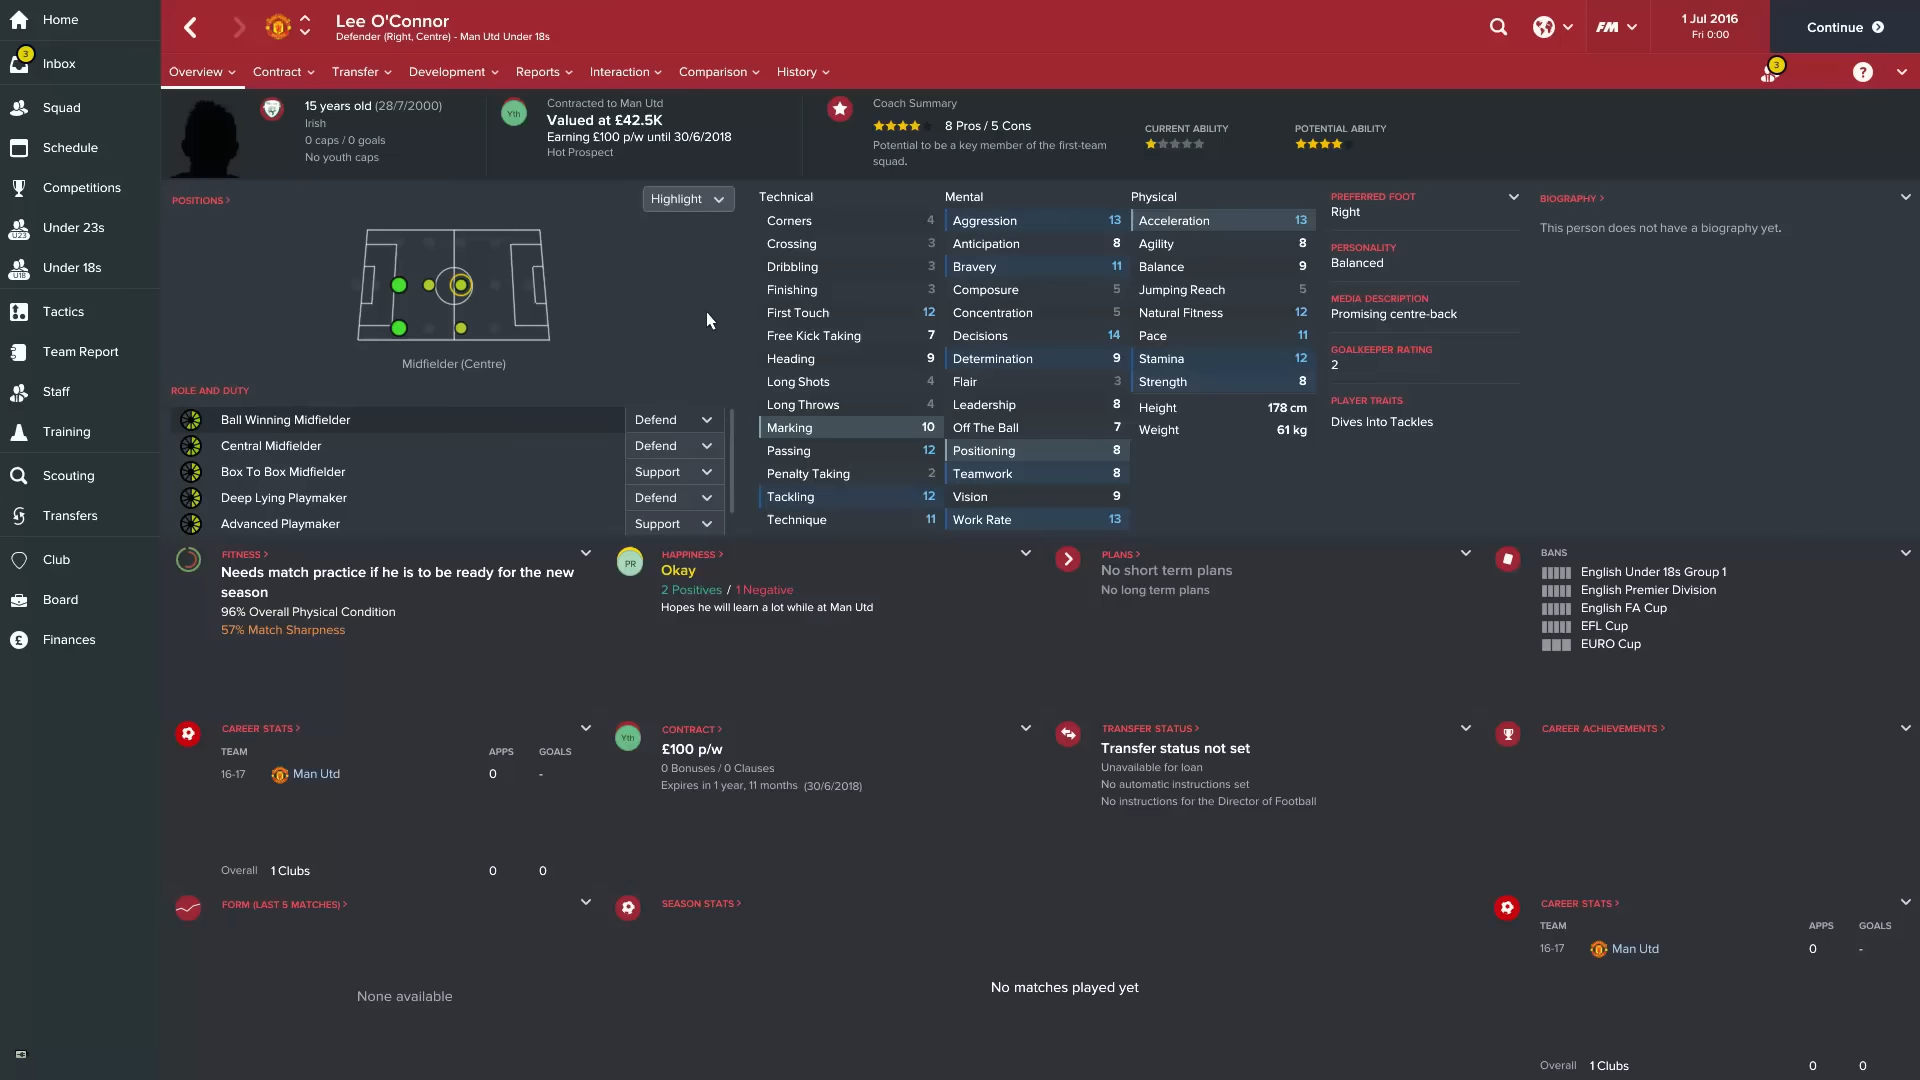 Home
3
Inbox
Squad
Schedule
Competitions
U23
Under 23s
U18
Under 18s
Tactics
Team Report
Staff
Training
Scouting
Transfers
Club
Board
£
Finances
Lee O'Connor
Defender (Right, Centre) - Man Utd Under 18s
FM
1 Jul 2016
Fri 0:00
Continue
Overview
Contract
Transfer
Development
Reports
Interaction
Comparison
History
3
?
15 years old (28/7/2000)
Irish
0 caps / 0 goals
No youth caps
Yth
Contracted to Man Utd
Valued at £42.5K
Earning £100 p/w until 30/6/2018
Hot Prospect
Coach Summary
8 Pros / 5 Cons
Potential to be a key member of the first-team
squad.
CURRENT ABILITY
POTENTIAL ABILITY
POSITIONS >
Highlight
Midfielder (Centre)
ROLE AND DUTY
Ball Winning Midfielder Defend
Central Midfielder Defend
Box To Box Midfielder Support
Deep Lying Playmaker Defend
Advanced Playmaker Support
Technical
Corners 4
Crossing 3
Dribbling 3
Finishing 3
First Touch 12
Free Kick Taking 7
Heading 9
Long Shots 4
Long Throws 4
Marking 10
Passing 12
Penalty Taking 2
Tackling 12
Technique 11
Mental
Aggression 13
Anticipation 8
Bravery 11
Composure 5
Concentration 5
Decisions 14
Determination 9
Flair 3
Leadership 8
Off The Ball 7
Positioning 8
Teamwork 8
Vision 9
Work Rate 13
Physical
Acceleration 13
Agility 8
Balance 9
Jumping Reach 5
Natural Fitness 12
Pace 11
Stamina 12
Strength 8
Height 178 cm
Weight 61 kg
PREFERRED FOOT
Right
PERSONALITY
Balanced
MEDIA DESCRIPTION
Promising centre-back
GOALKEEPER RATING
2
PLAYER TRAITS
Dives Into Tackles
BIOGRAPHY >
This person does not have a biography yet.
FITNESS >
Needs match practice if he is to be ready for the new
season
96% Overall Physical Condition
57% Match Sharpness
PR
HAPPINESS >
Okay
2 Positives / 1 Negative
Hopes he will learn a lot while at Man Utd
PLANS >
No short term plans
No long term plans
BANS
English Under 18s Group 1
English Premier Division
English FA Cup
EFL Cup
EURO Cup
CAREER STATS >
TEAM APPS GOALS
16-17 Man Utd 0 -
Overall 1 Clubs 0 0
Yth
CONTRACT >
£100 p/w
0 Bonuses / 0 Clauses
Expires in 1 year, 11 months (30/6/2018)
TRANSFER STATUS >
Transfer status not set
Unavailable for loan
No automatic instructions set
No instructions for the Director of Football
CAREER ACHIEVEMENTS >
FORM (LAST 5 MATCHES) >
None available
SEASON STATS >
No matches played yet
CAREER STATS >
TEAM APPS GOALS
16-17 Man Utd 0 -
Overall 1 Clubs 0 0